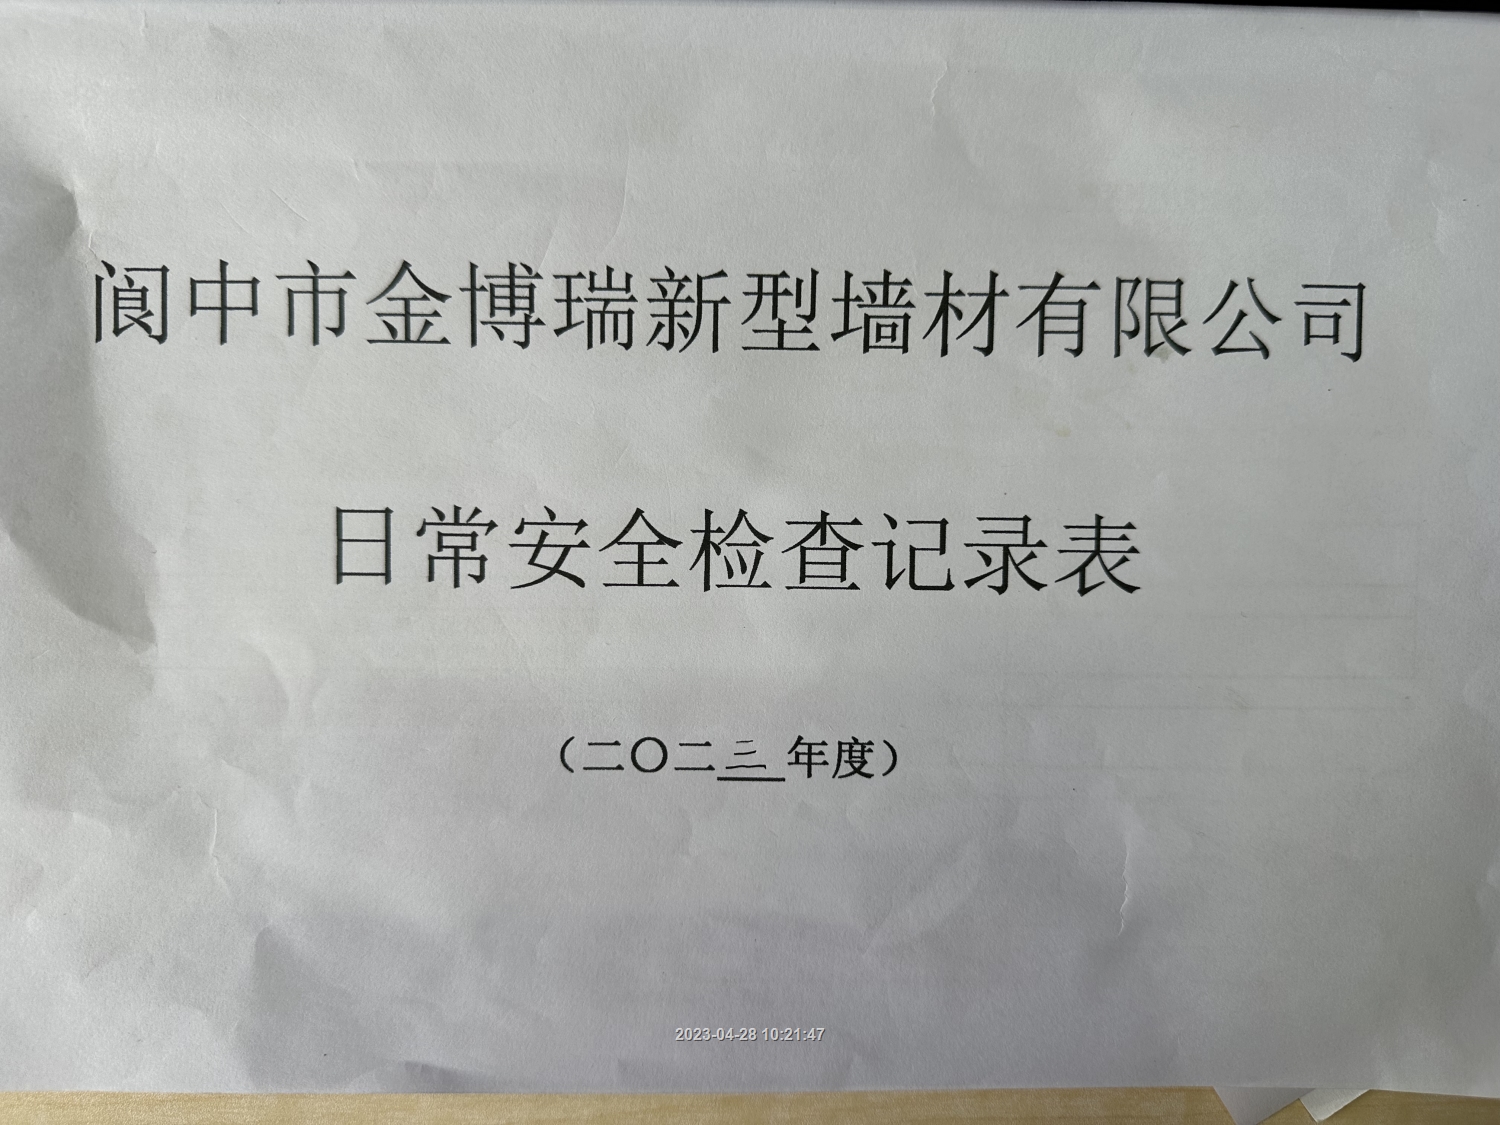 阆中市金博瑞新型墙材有限公司
日常安全检查记录表
（二〇二三年度）
2023-04-28 10:21:47